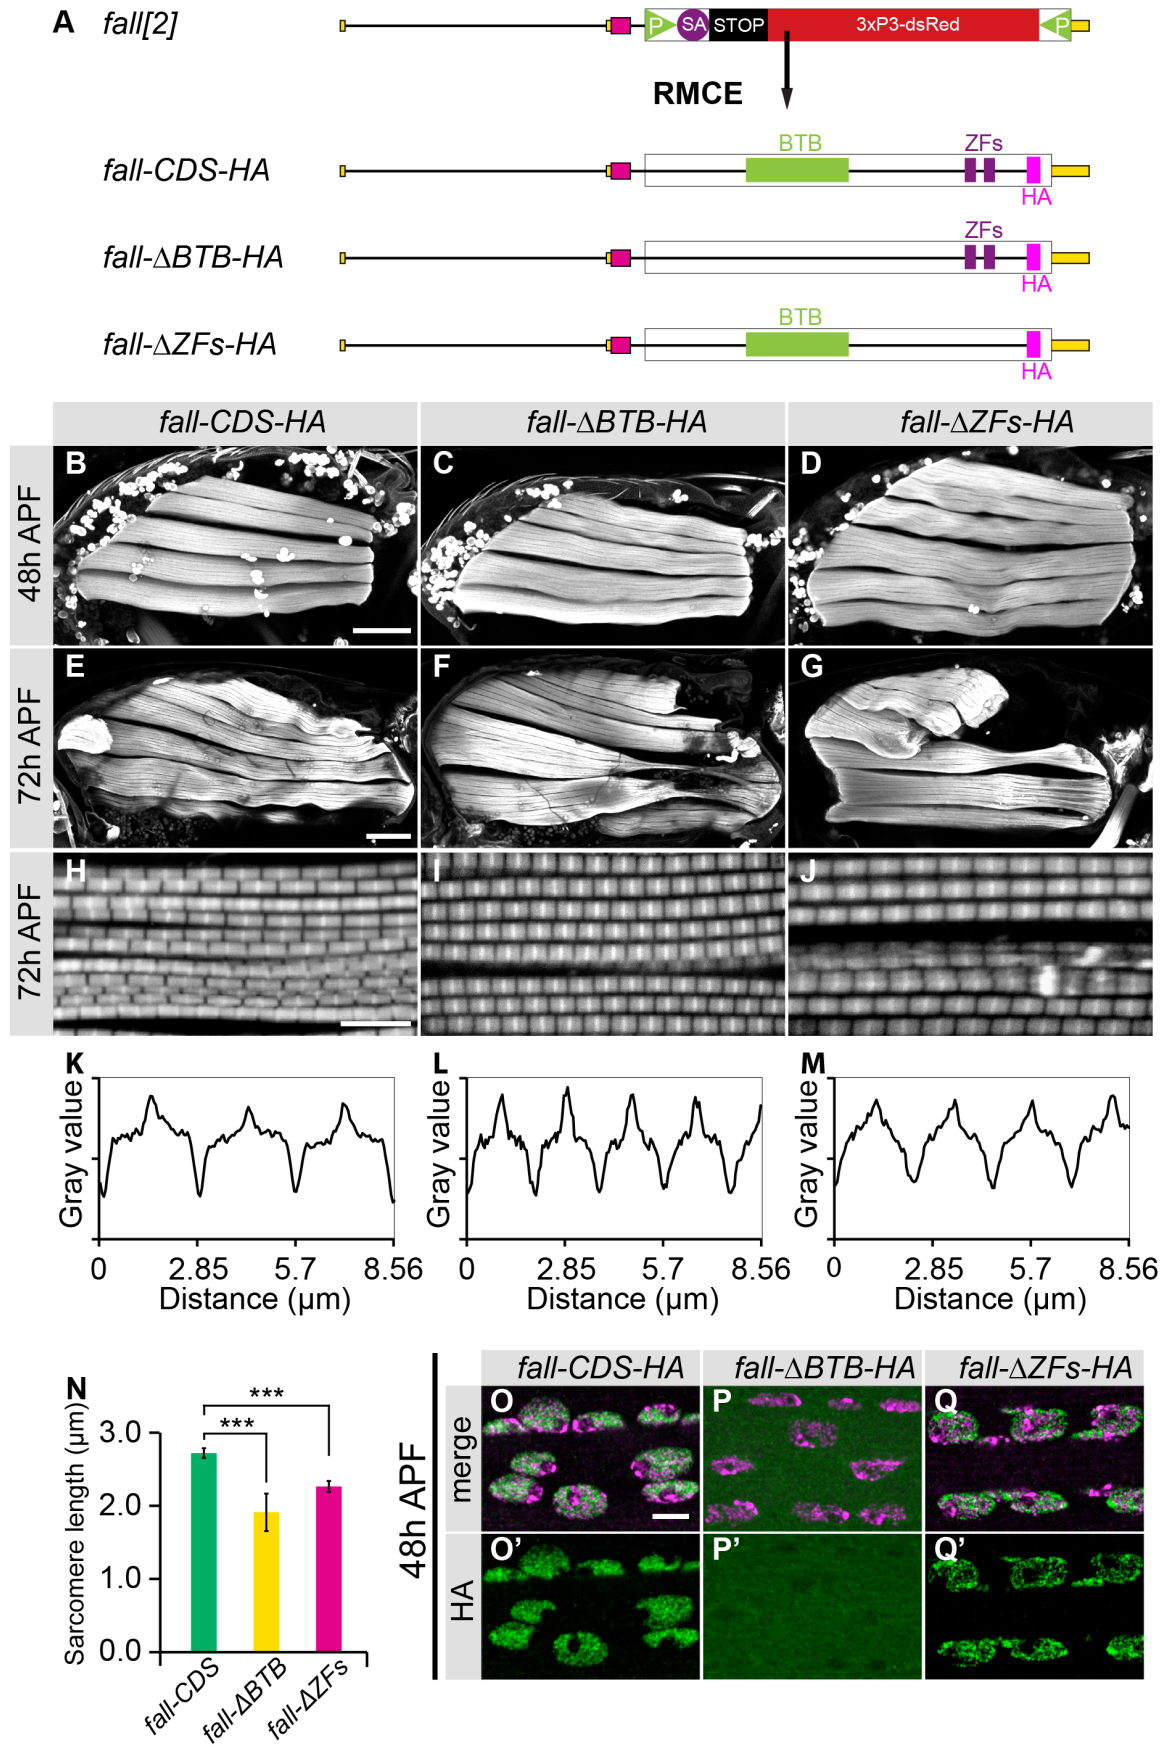 A fall[2]
P SA STOP 3xP3-dsRed P
RMCE
BTB ZFs
fall-CDS-HA
HA
ZFs
fall-ΔBTB-HA
HA
BTB
fall-ΔZFs-HA
HA
fall-CDS-HA fall-ΔBTB-HA fall-ΔZFs-HA
48h APF
B C D
72h APF
E F G
72h APF
H I J
K L M
Gray value
0 2.85 5.7 8.56
Distance (µm)
Gray value
0 2.85 5.7 8.56
Distance (µm)
Gray value
0 2.85 5.7 8.56
Distance (µm)
N
Sarcomere length (µm)
***
***
3.0
2.0
1.0
0.0
fall-CDS
fall-ΔBTB
fall-ΔZFs
48h APF
fall-CDS-HA fall-ΔBTB-HA fall-ΔZFs-HA
merge
O P Q
HA
O’ P’ Q’